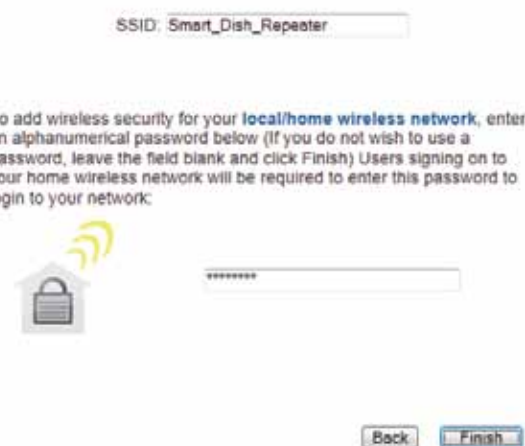 SSID: Smart_Dish_Repeater
o add wireless security for your local/home wireless network, enter
n alphanumerical password below (If you do not wish to use a
assword, leave the field blank and click Finish) Users signing on to
our home wireless network will be required to enter this password to
ogin to your network:
********
Back Finish